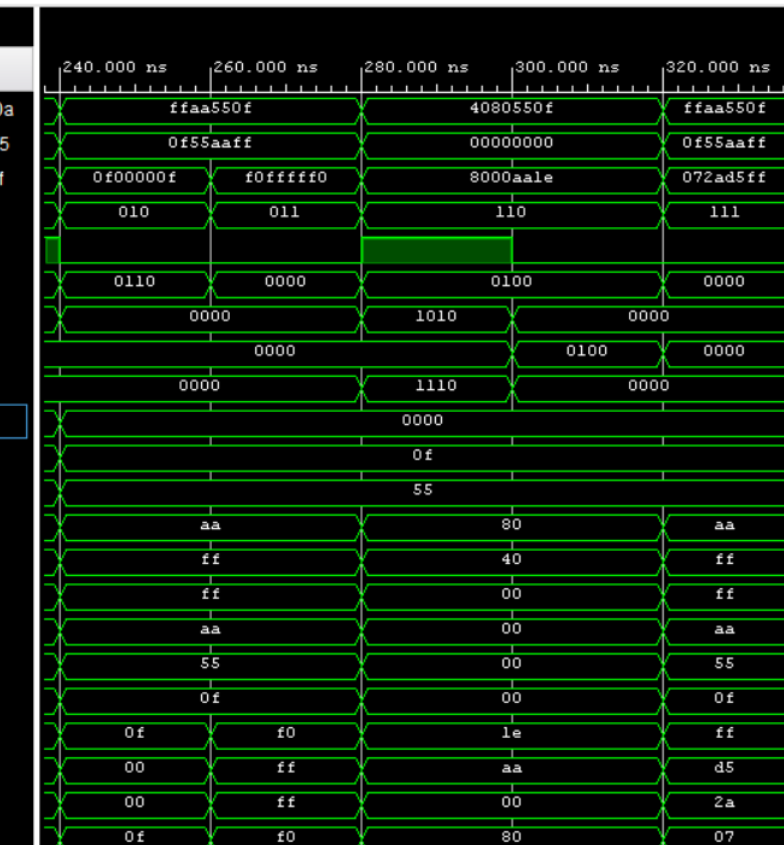 240.000 ns 260.000 ns 280.000 ns 300.000 ns 320.000 ns
0a ffaa550f 4080550f ffaa550f
5 0f55aaff 00000000 0f55aaff
f 0f00000f f0fffff0 8000aa1e 072ad5ff
010 011 110 111
0110 0000 0100 0000
0000 1010 0000
0000 0100 0000
0000 1110 0000
0000
0f
55
aa 80 aa
ff 40 ff
ff 00 ff
aa 00 aa
55 00 55
0f 00 0f
0f f0 1e ff
00 ff aa d5
00 ff 00 2a
0f f0 80 07